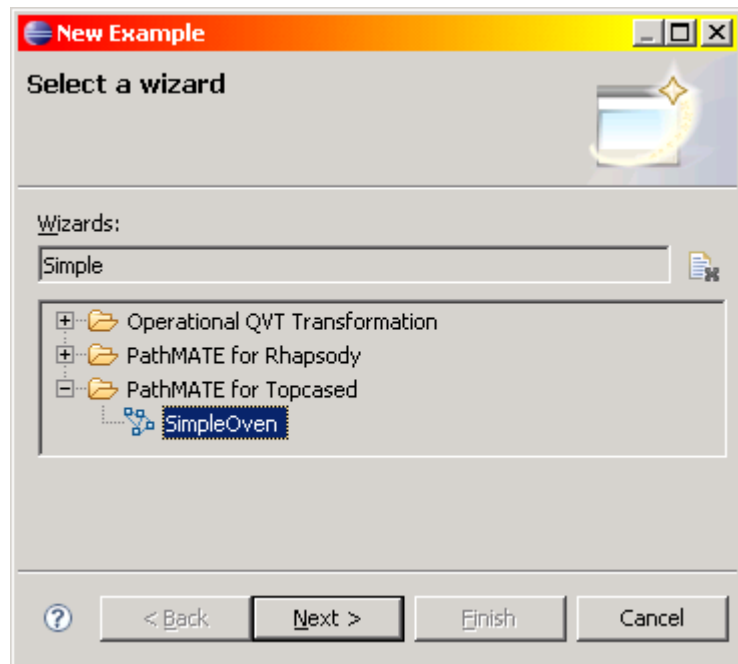 New Example
Select a wizard
Wizards:
Simple
Operational QVT Transformation
PathMATE for Rhapsody
PathMATE for Topcased
SimpleOven
? < Back Next > Finish Cancel